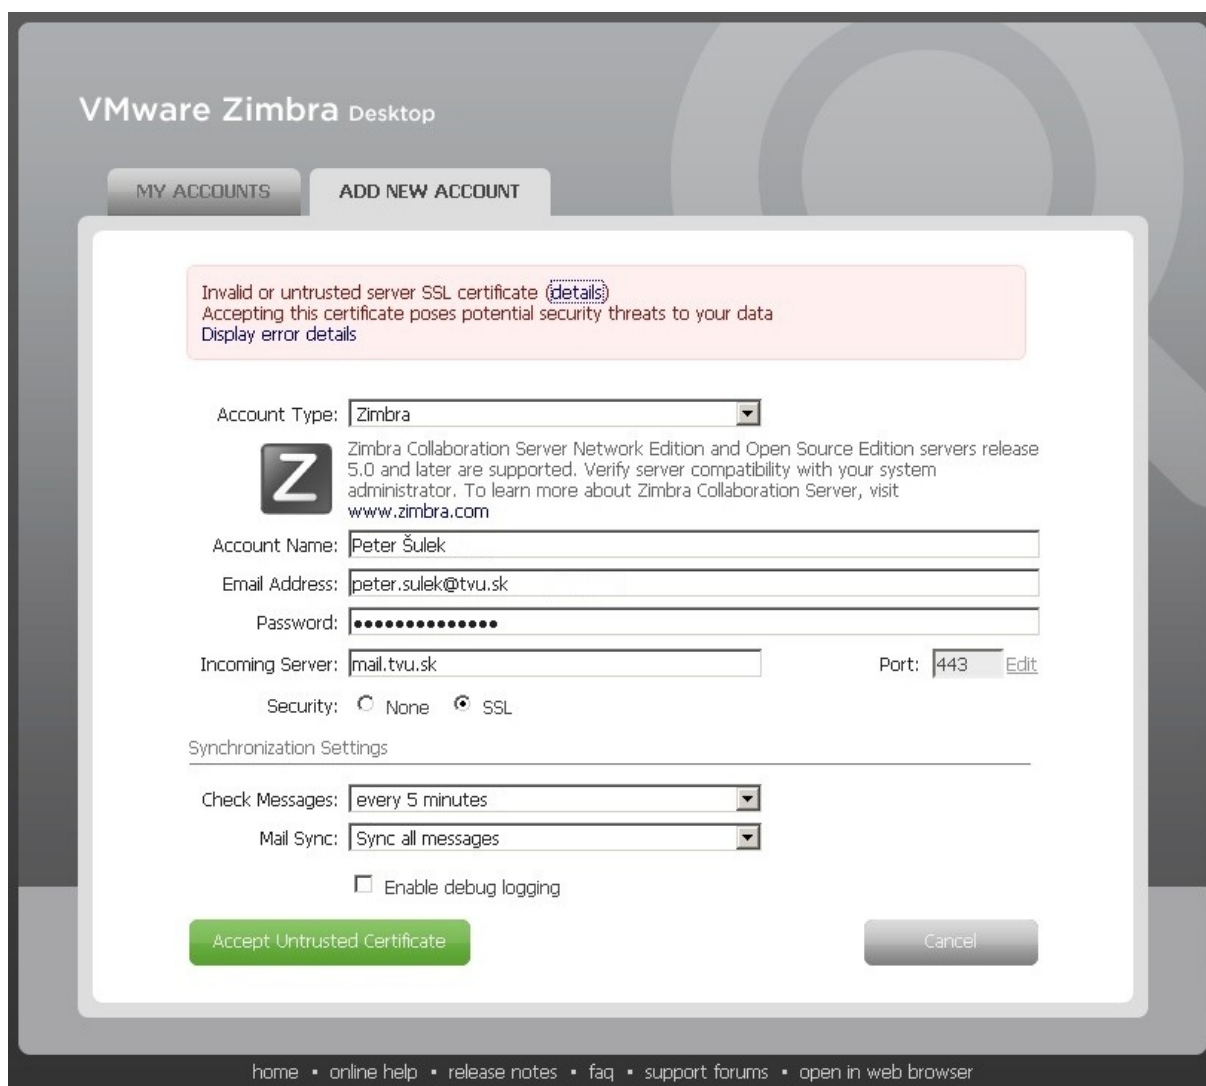 VMware Zimbra Desktop
MY ACCOUNTS ADD NEW ACCOUNT
Invalid or untrusted server SSL certificate (details)
Accepting this certificate poses potential security threats to your data
Display error details
Account Type: Zimbra
Z
Zimbra Collaboration Server Network Edition and Open Source Edition servers release
5.0 and later are supported. Verify server compatibility with your system
administrator. To learn more about Zimbra Collaboration Server, visit
www.zimbra.com
Account Name: Peter Šulek
Email Address: peter.sulek@tvu.sk
Password: ••••••••••••••
Incoming Server: mail.tvu.sk Port: 443 Edit
Security: None SSL
Synchronization Settings
Check Messages: every 5 minutes
Mail Sync: Sync all messages
Enable debug logging
Accept Untrusted Certificate Cancel
home ▪ online help ▪ release notes ▪ faq ▪ support forums ▪ open in web browser